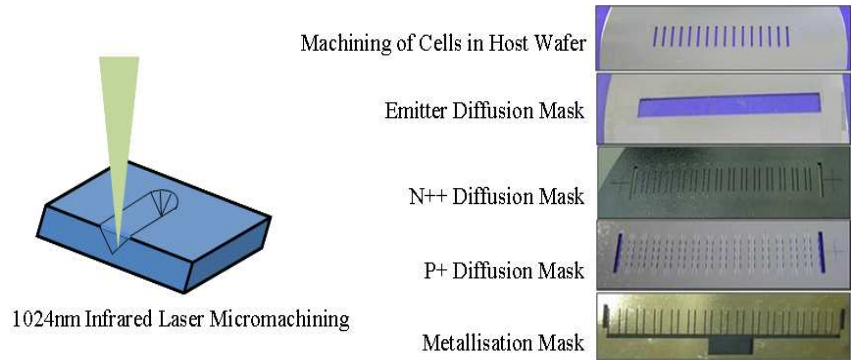 Machining of Cells in Host Wafer
Emitter Diffusion Mask
N++ Diffusion Mask
P+ Diffusion Mask
1024nm Infrared Laser Micromachining
Metallisation Mask